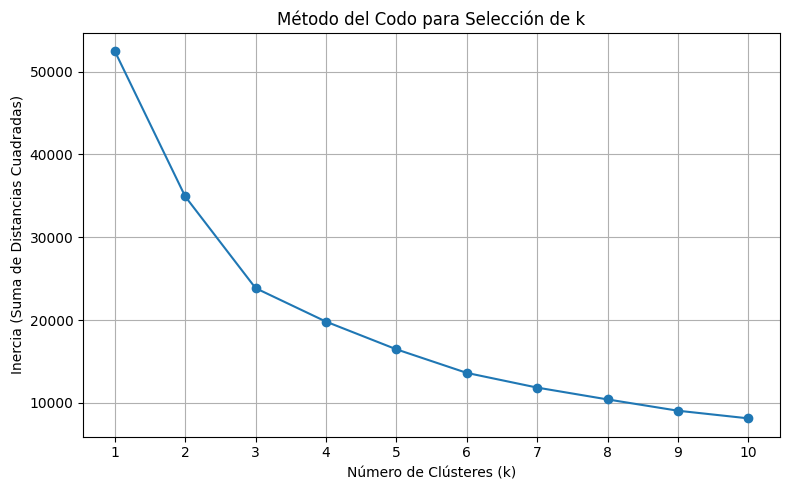 Método del Codo para Selección de k
Inercia (Suma de Distancias Cuadradas)
50000
40000
30000
20000
10000
1 2 3 4 5 6 7 8 9 10
Número de Clústeres (k)